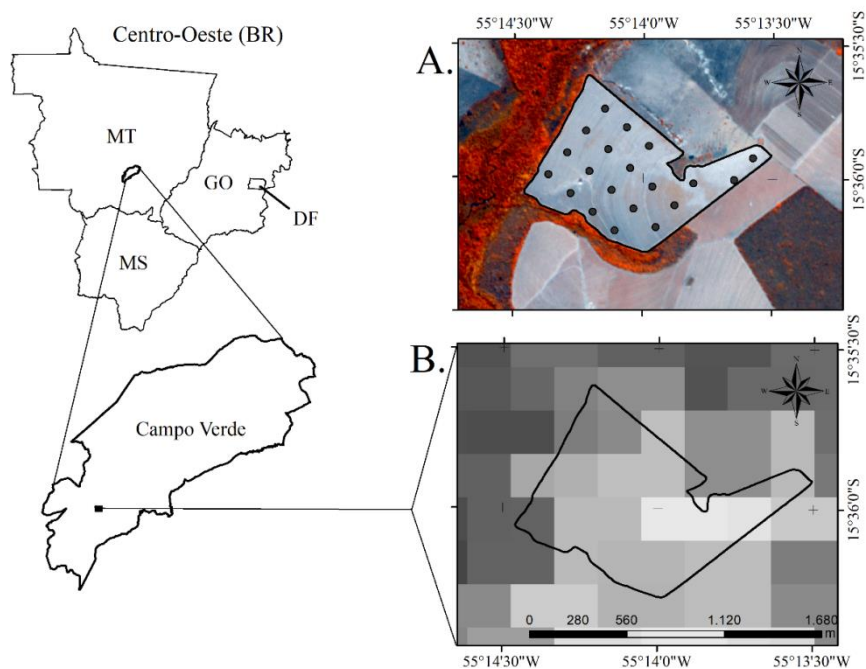 Centro-Oeste (BR)
MT
GO
DF
MS
Campo Verde
A.
55°14'30"W
55°14'0"W
55°13'30"W
N
W
E
S
15°35'30"S
15°36'0"S
B.
N
W
E
S
15°35'30"S
15°36'0"S
0
280
560
1.120
1.680
m
55°14'30"W
55°14'0"W
55°13'30"W